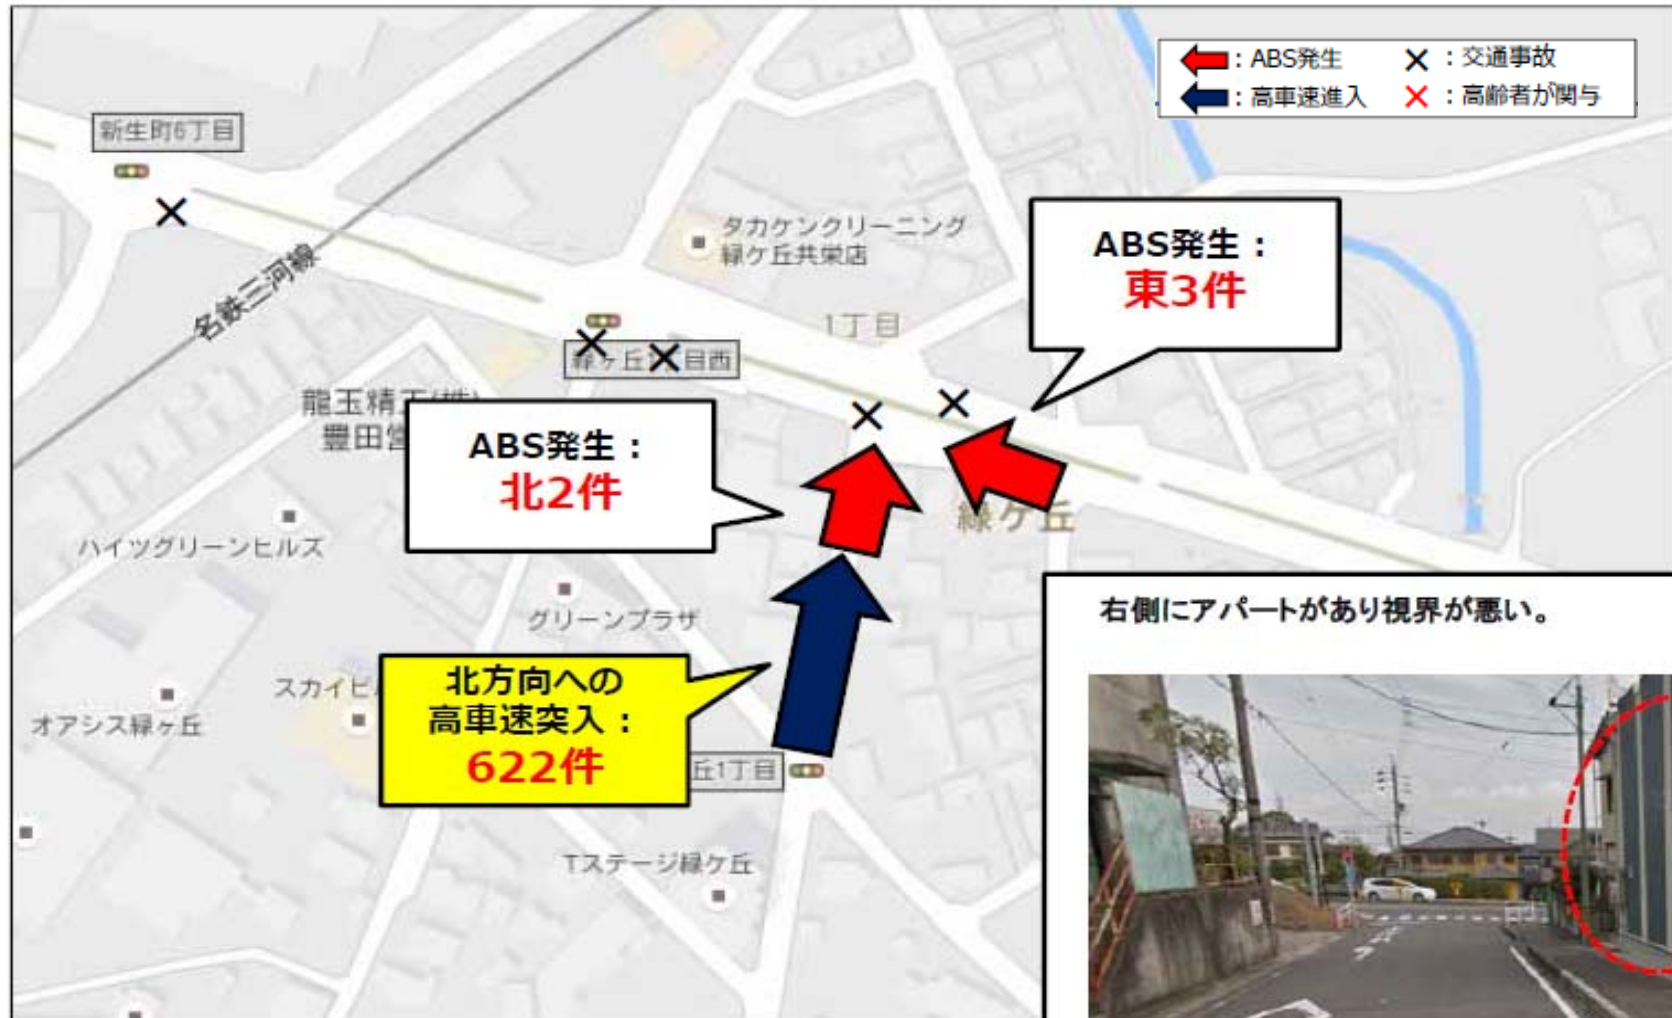 ←：ABS発生
×：交通事故
←：高車速進入
×：高齢者が関与
新生町6丁目
名鉄三河線
タカケンクリーニング
緑ケ丘共栄店
ABS発生：
東3件
1丁目
緑ヶ丘
目西
龍玉精工(株)
豊田営
ABS発生：
北2件
緑ケ丘
ハイツグリーンヒルズ
グリーンプラザ
右側にアパートがあり視界が悪い。
北方向への
高車速突入：
622件
スカイビ
オアシス緑ヶ丘
丘1丁目
Tステージ緑ケ丘